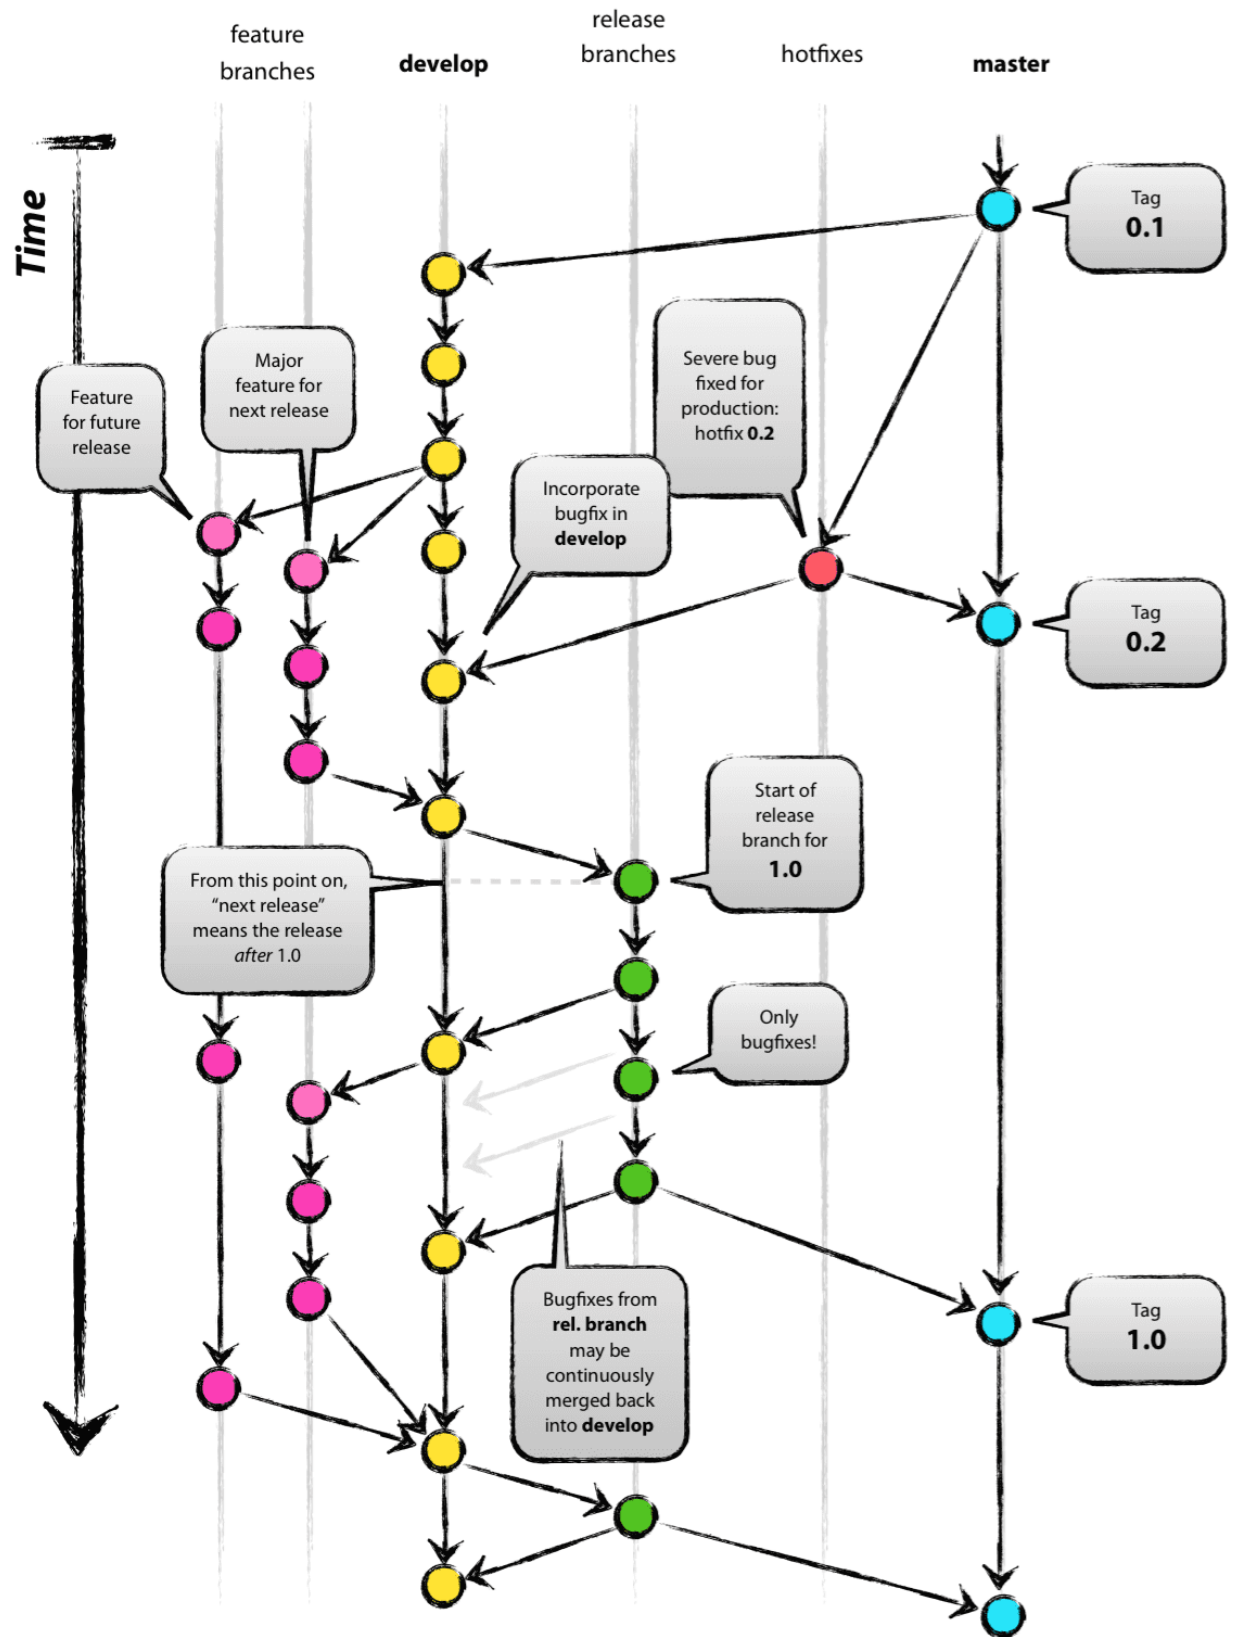 feature
branches
develop
release
branches
hotfixes
master
Time
Tag
0.1
Feature
for future
release
Major
feature for
next release
Severe bug
fixed for
production:
hotfix 0.2
Incorporate
bugfix in
develop
Tag
0.2
Start of
release
branch for
1.0
From this point on,
“next release”
means the release
after 1.0
Only
bugfixes!
Bugfixes from
rel. branch
may be
continuously
merged back
into develop
Tag
1.0